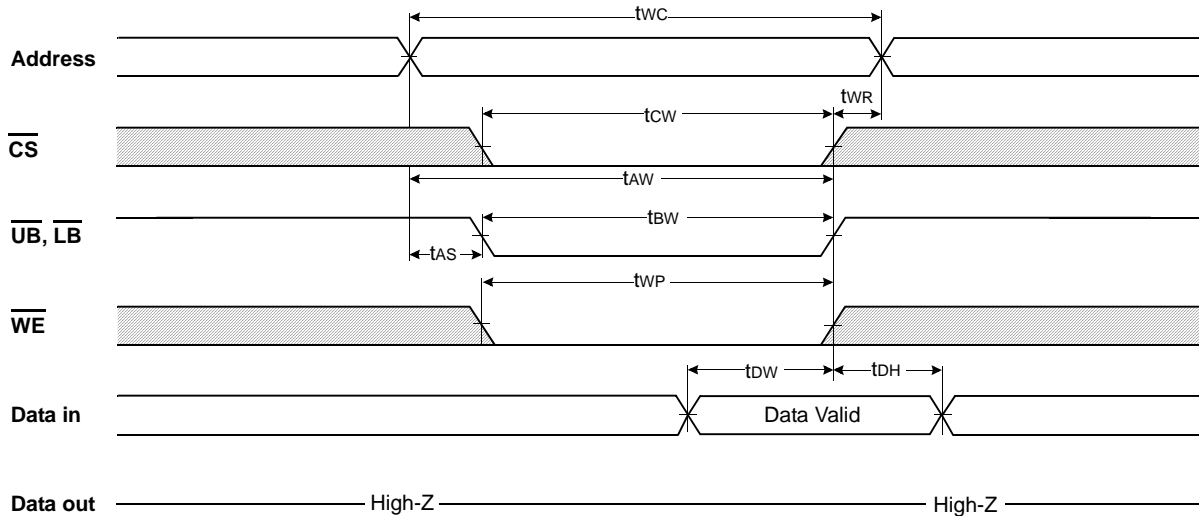 tWC
Address
tWR
tCW
CS
tAW
UB, LB
tBW
tAS
tWP
WE
tDW
tDH
Data in
Data Valid
Data out
High-Z
High-Z